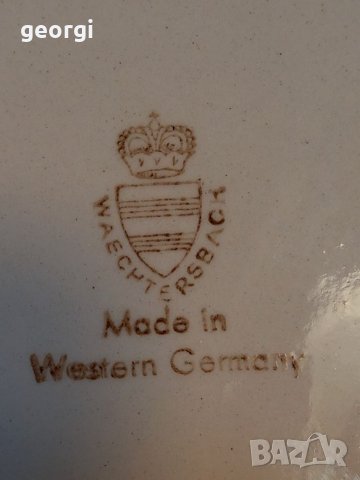 georgi
WAECHTERSBACH
Made in
Western Germany
BAZAR